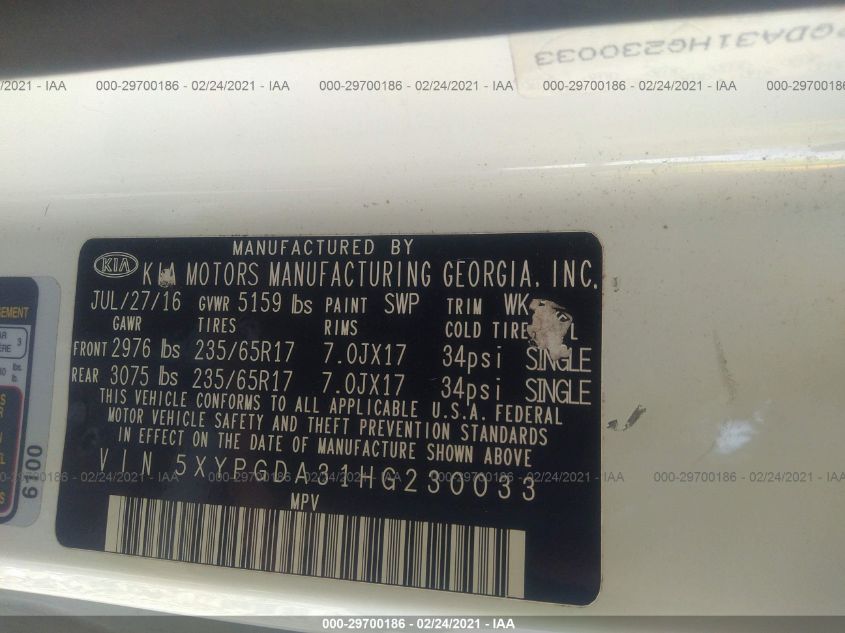 PGDA31HG230033
/2021 - IAA 000-29700186 - 02/24/2021 - IAA 000-29700186 - 02/24/2021 - IAA 000-29700186 - 02/24/2021 - IAA 000-29700186 - 02/2
MANUFACTURED BY
KIA KIA MOTORS MANUFACTURING GEORGIA, INC.
JUL/27/16 GVWR 5159 lbs PAINT SWP TRIM WK
GAWR TIRES RIMS COLD TIRE
FRONT 2976 lbs 235/65R17 7.0JX17 34psi SINGLE
REAR 3075 lbs 235/65R17 7.0JX17 34psi SINGLE
THIS VEHICLE CONFORMS TO ALL APPLICABLE U.S.A. FEDERAL
MOTOR VEHICLE SAFETY AND THEFT PREVENTION STANDARDS
IN EFFECT ON THE DATE OF MANUFACTURE SHOWN ABOVE
VIN 5XYPGDA31HG230033
MPV
3
lbs.
000-29700186 - 02/24/2021 - IAA